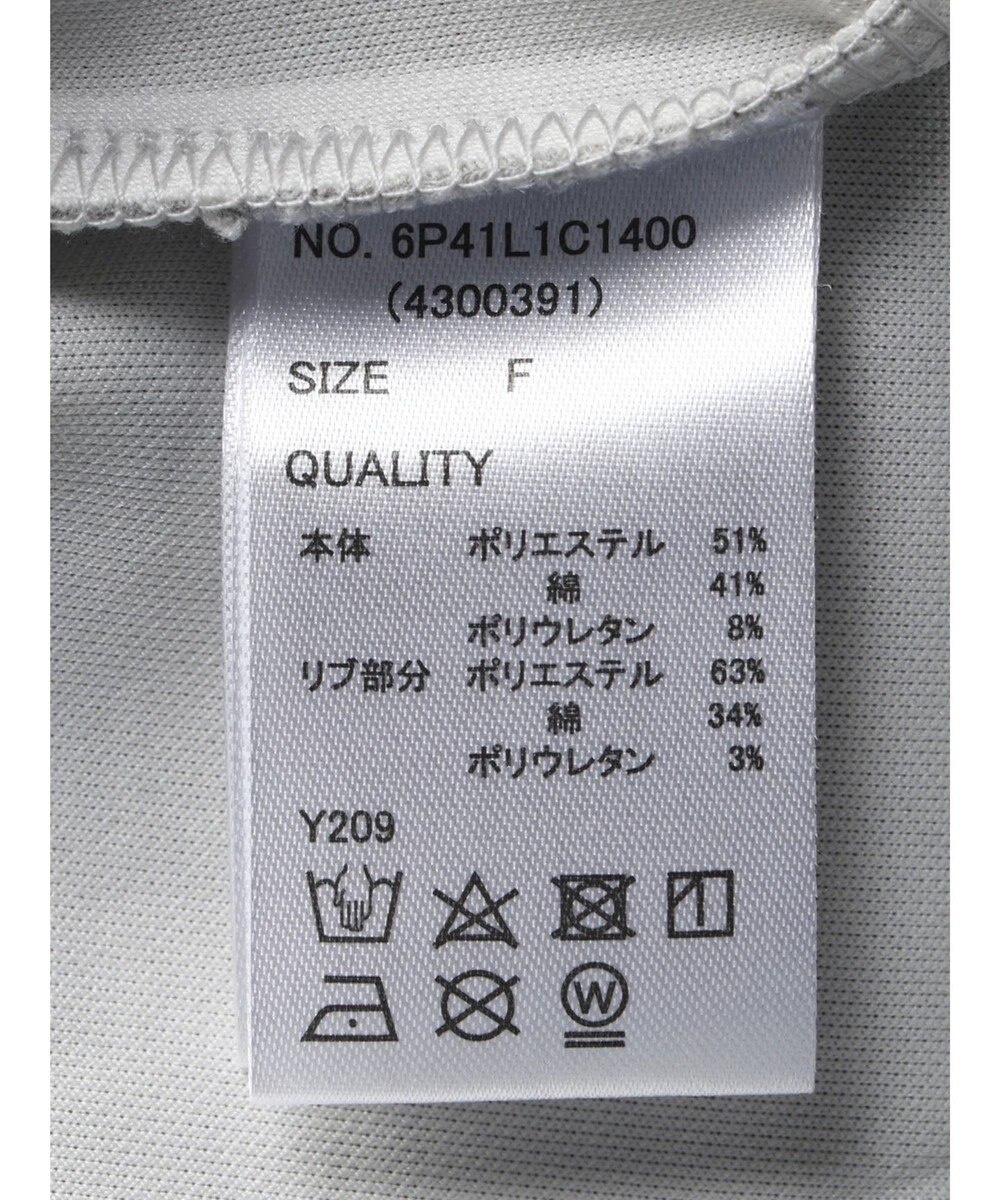 NO. 6P41L1C1400
(4300391)
SIZE F
QUALITY
本体 ポリエステル 51%
綿 41%
ポリウレタン 8%
リブ部分 ポリエステル 63%
綿 34%
ポリウレタン 3%
Y209
W